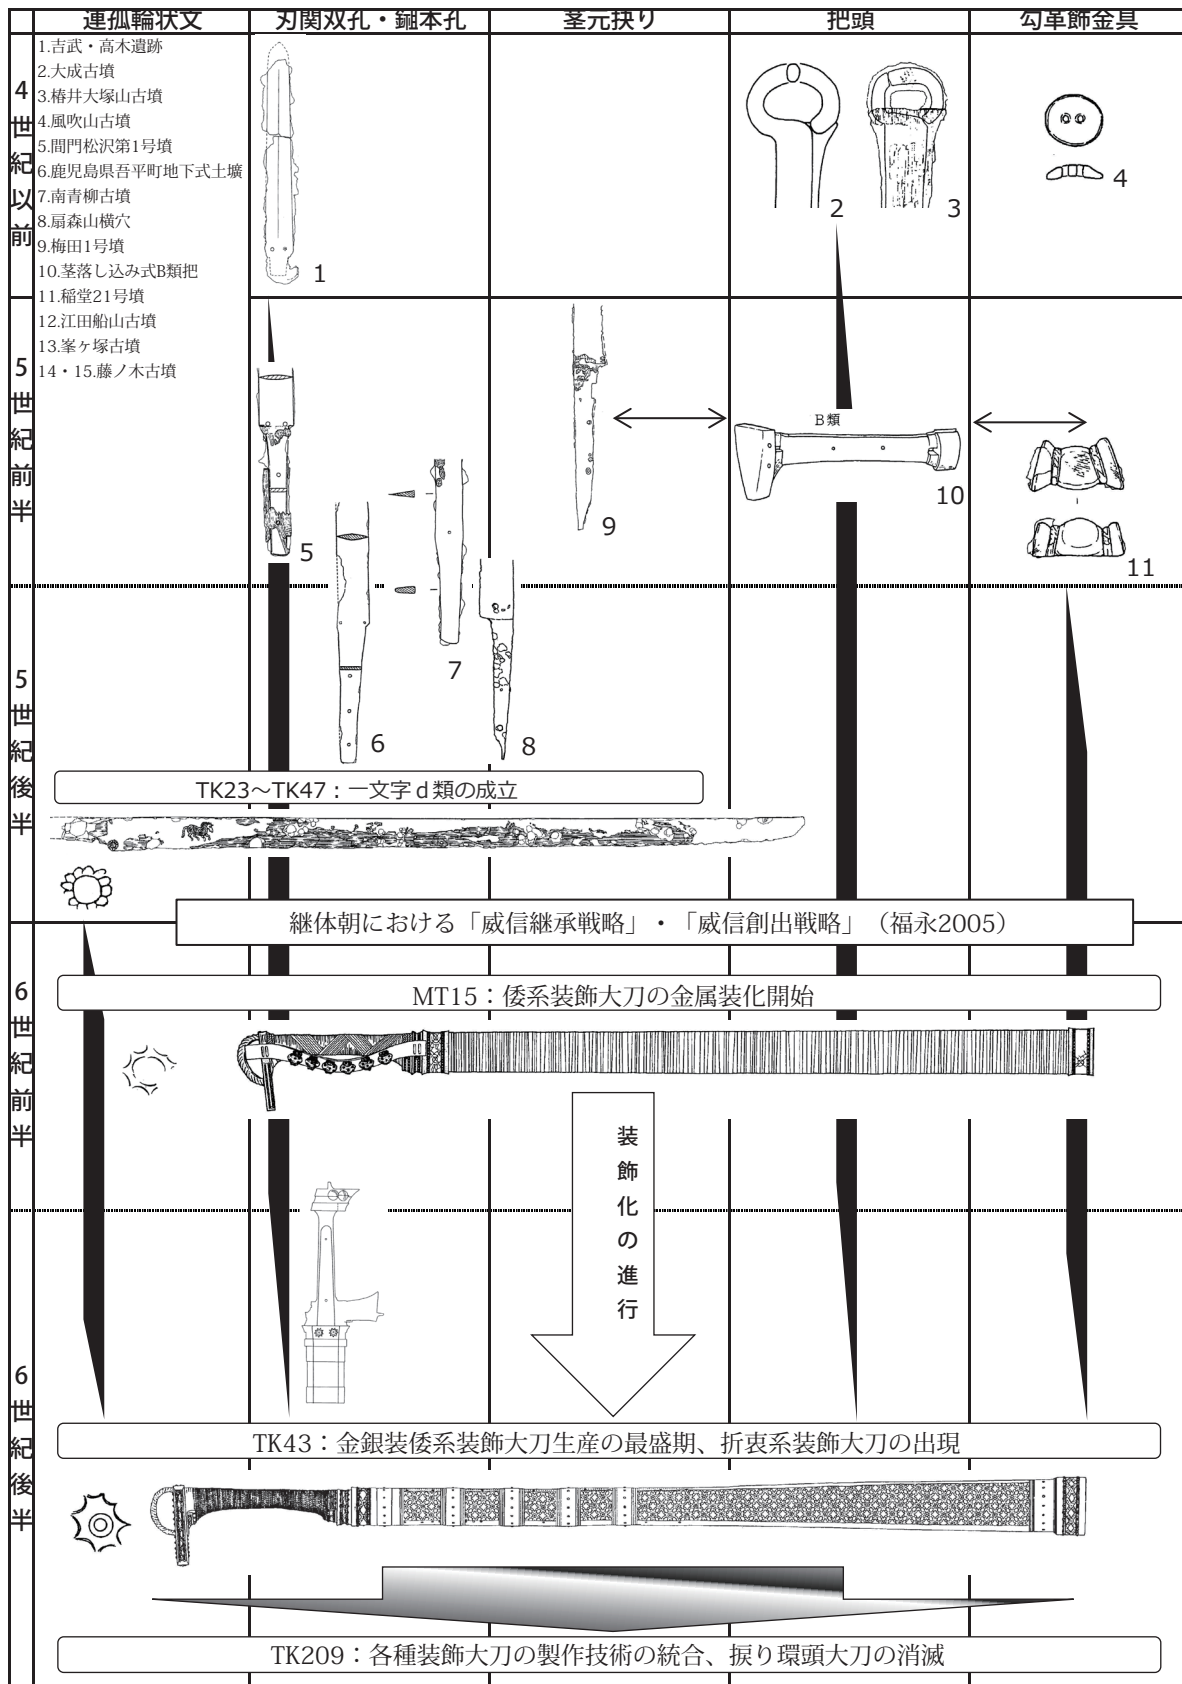 連孤輪状文
刃関双孔・鎺本孔
茎元抉り
把頭
勾革飾金具
4世紀以前
1.吉武・高木遺跡
2.大成古墳
3.椿井大塚山古墳
4.風吹山古墳
5.間門松沢第1号墳
6.鹿児島県吾平町地下式土壙
7.南青柳古墳
8.扇森山横穴
9.梅田1号墳
10.茎落し込み式B類把
11.稲堂21号墳
12.江田船山古墳
13.峯ヶ塚古墳
14・15.藤ノ木古墳
1
2
3
4
5世紀前半
B類
5
9
10
11
7
6
8
5世紀後半
TK23～TK47：一文字ｄ類の成立
継体朝における「威信継承戦略」・「威信創出戦略」（福永2005）
6世紀前半
MT15：倭系装飾大刀の金属装化開始
装飾化の進行
6世紀後半
TK43：金銀装倭系装飾大刀生産の最盛期、折衷系装飾大刀の出現
TK209：各種装飾大刀の製作技術の統合、捩り環頭大刀の消滅